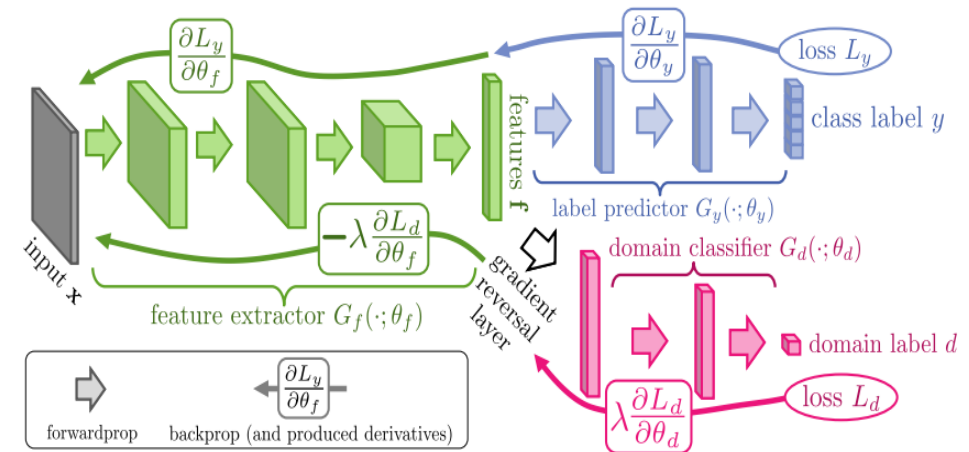 ∂L_y/∂θ_f
∂L_y/∂θ_y
loss L_y
features f
class label y
label predictor G_y(·;θ_y)
input x
−λ ∂L_d/∂θ_f
feature extractor G_f(·;θ_f)
gradient
reversal
layer
domain classifier G_d(·;θ_d)
domain label d
λ ∂L_d/∂θ_d
loss L_d
∂L_y/∂θ_f
forwardprop
backprop (and produced derivatives)